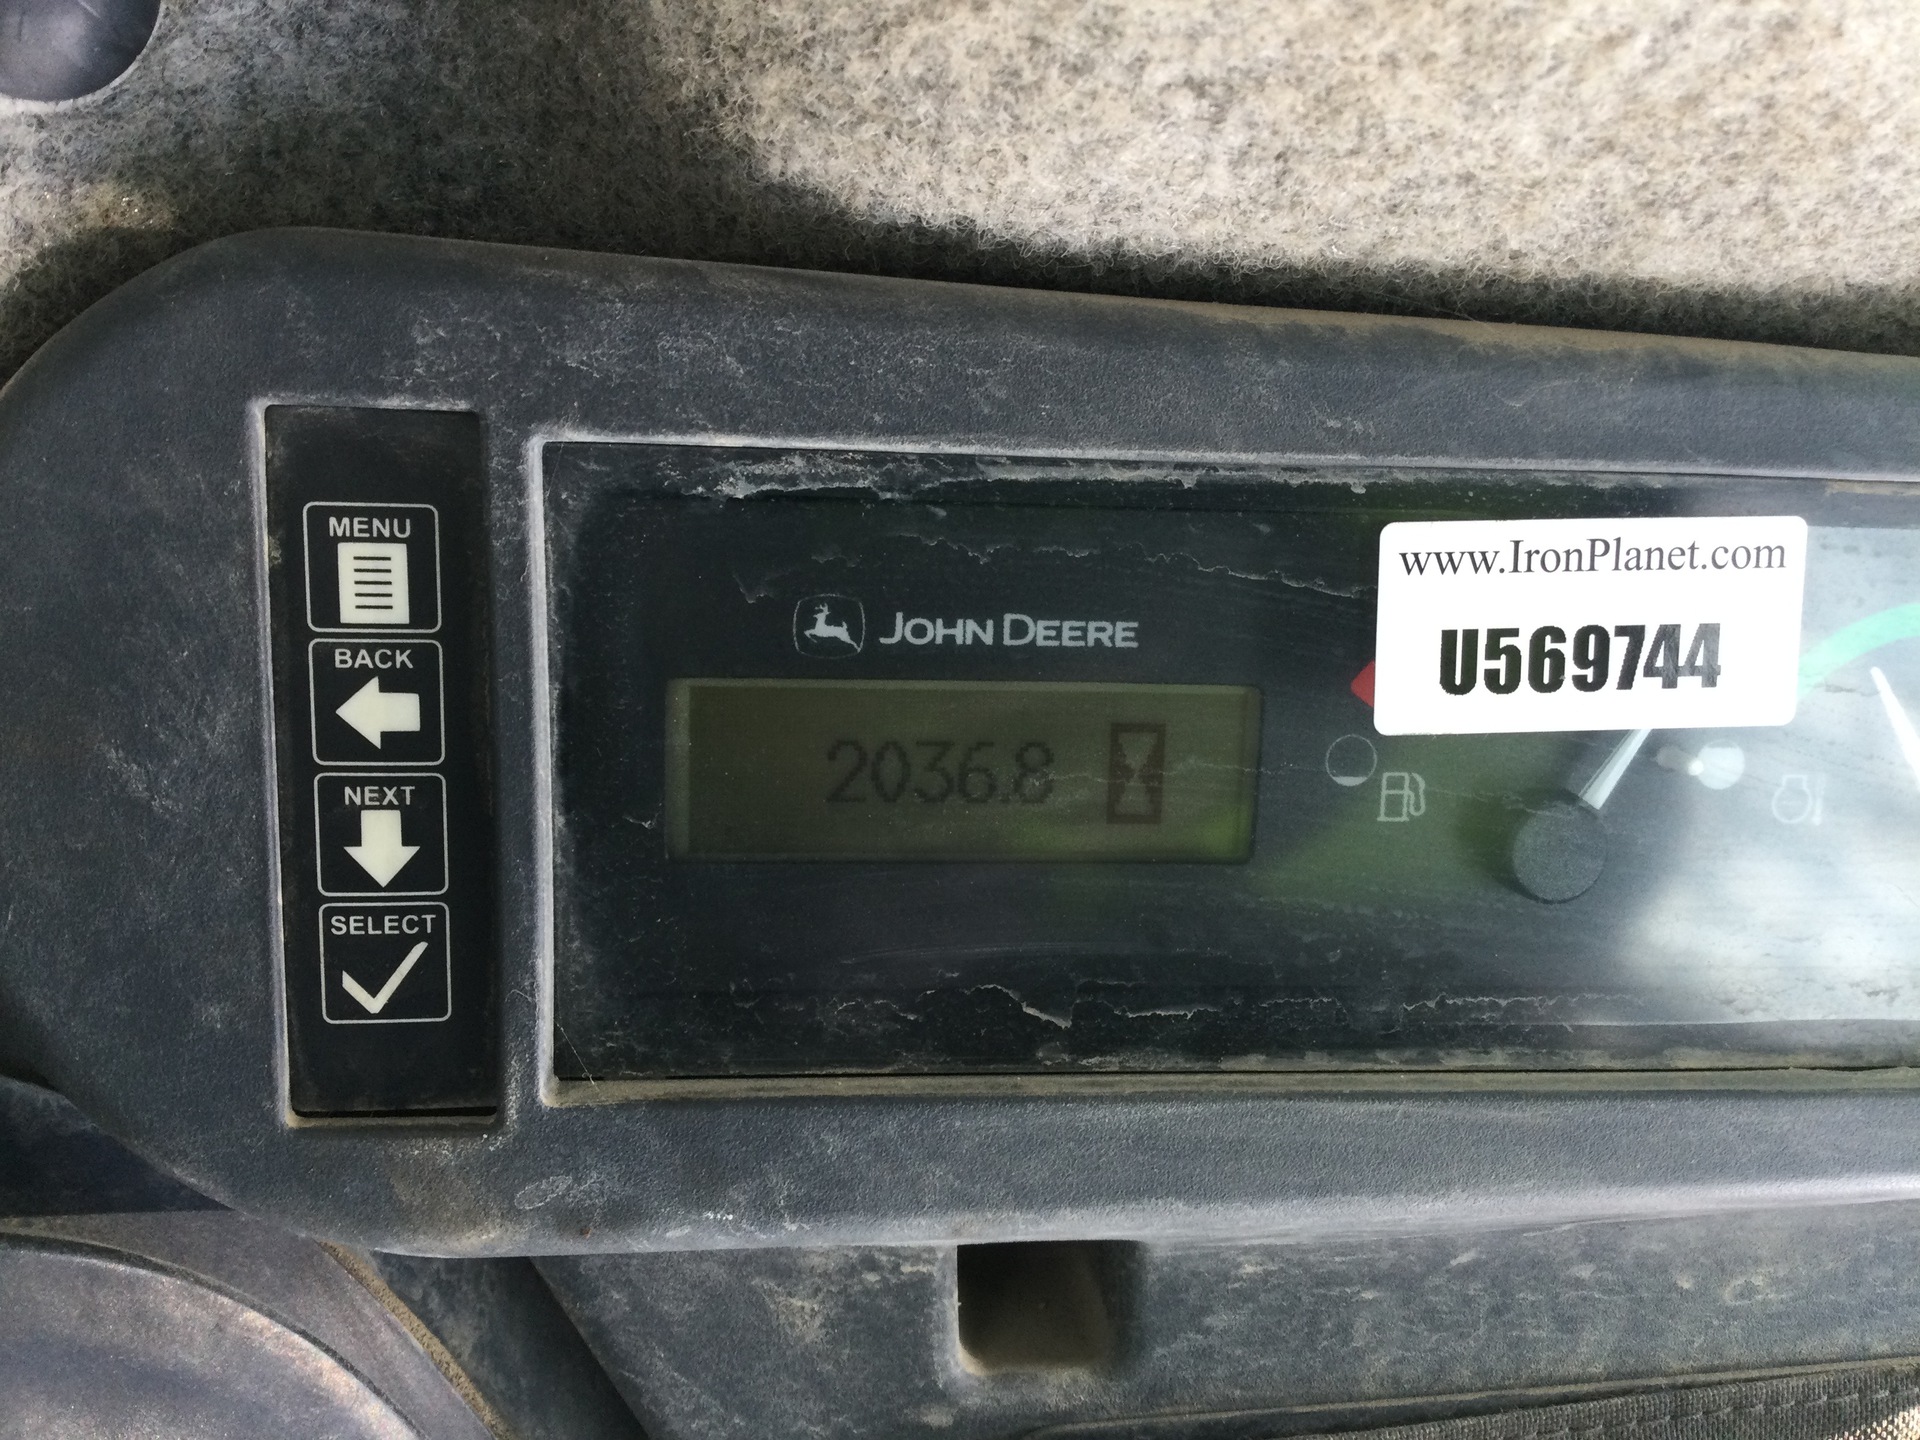 MENU
BACK
NEXT
SELECT
JOHN DEERE
2036.8
www.IronPlanet.com
U569744